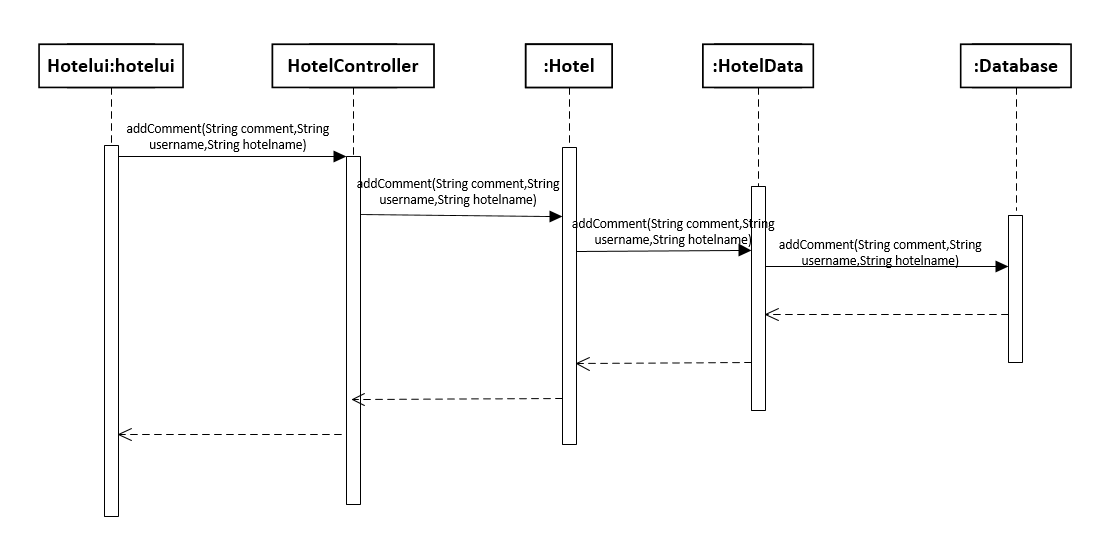 Hotelui:hotelui
HotelController
:Hotel
:HotelData
:Database
addComment(String comment,String
username,String hotelname)
addComment(String comment,String
username,String hotelname)
addComment(String comment,String
username,String hotelname)
addComment(String comment,String
username,String hotelname)